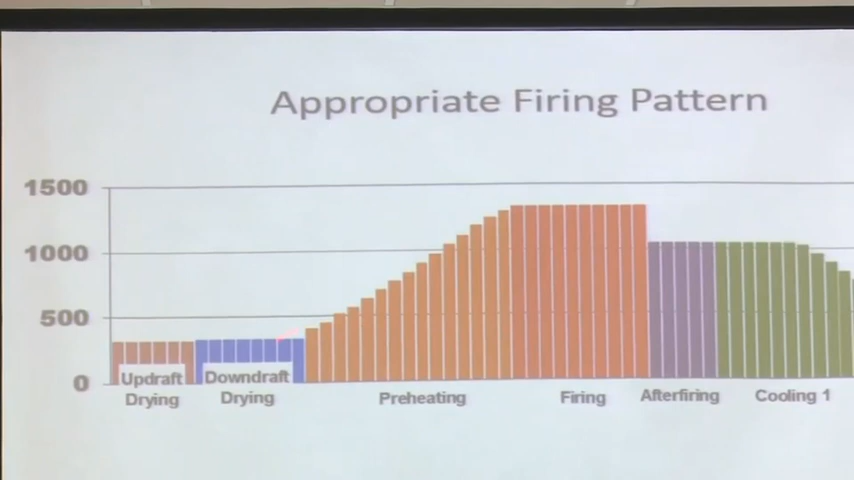 Appropriate Firing Pattern
1500
1000
500
0
Updraft Drying
Downdraft Drying
Preheating
Firing
Afterfiring
Cooling 1